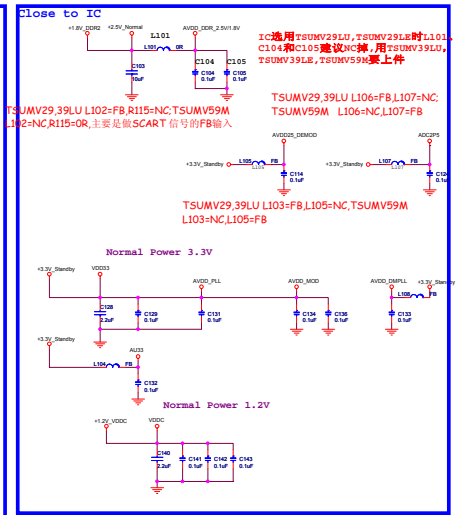 Close to IC
+1.8V_DDR2
+2.5V_Normal
AVDD_DDR_2.5V/1.8V
L101
L101 0R
C103
10uF
C104
C104
0.1uF
C105
C105
0.1uF
IC选用TSUMV29LU,TSUMV29LE时L101,
C104和C105建议NC掉,用TSUMV39LU,
TSUMV39LE,TSUMV59M要上件
TSUMV29,39LU L102=FB,R115=NC;TSUMV59M
L102=NC,R115=0R,主要是做SCART 信号的FB输入
TSUMV29,39LU L106=FB,L107=NC;
TSUMV59M L106=NC,L107=FB
AVDD25_DEMOD
+3.3V_Standby
L105 FB
L105
C114
0.1uF
ADC2P5
+3.3V_Standby
L107 FB
L107
C124
0.1uF
TSUMV29,39LU L103=FB,L105=NC,TSUMV59M
L103=NC,L105=FB
Normal Power 3.3V
+3.3V_Standby
VDD33
AVDD_PLL
AVDD_MOD
AVDD_DMPLL
+3.3V_Standby
L108 FB
C128
2.2uF
C129
0.1uF
C131
0.1uF
C134
0.1uF
C136
0.1uF
C133
0.1uF
+3.3V_Standby
AU33
L104 FB
C132
0.1uF
Normal Power 1.2V
+1.2V_VDDC
VDDC
C140
2.2uF
C141
0.1uF
C142
0.1uF
C143
0.1uF